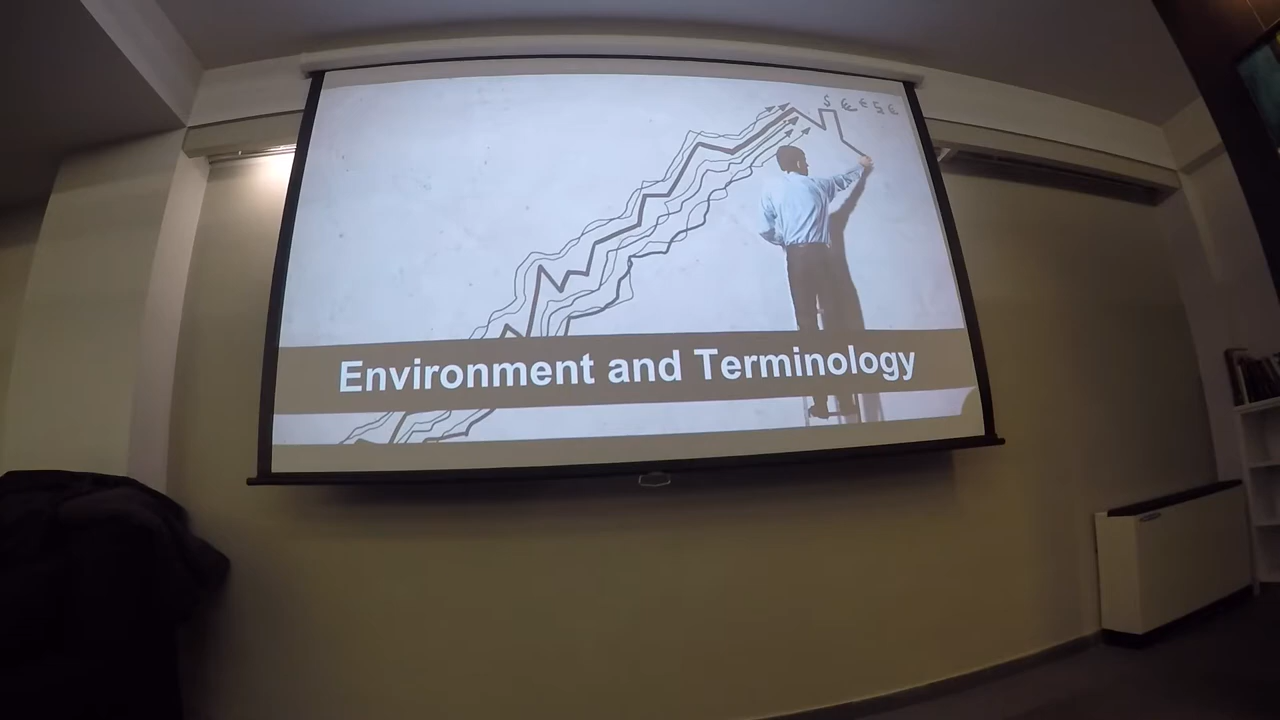 $ € € $ €
Environment and Terminology